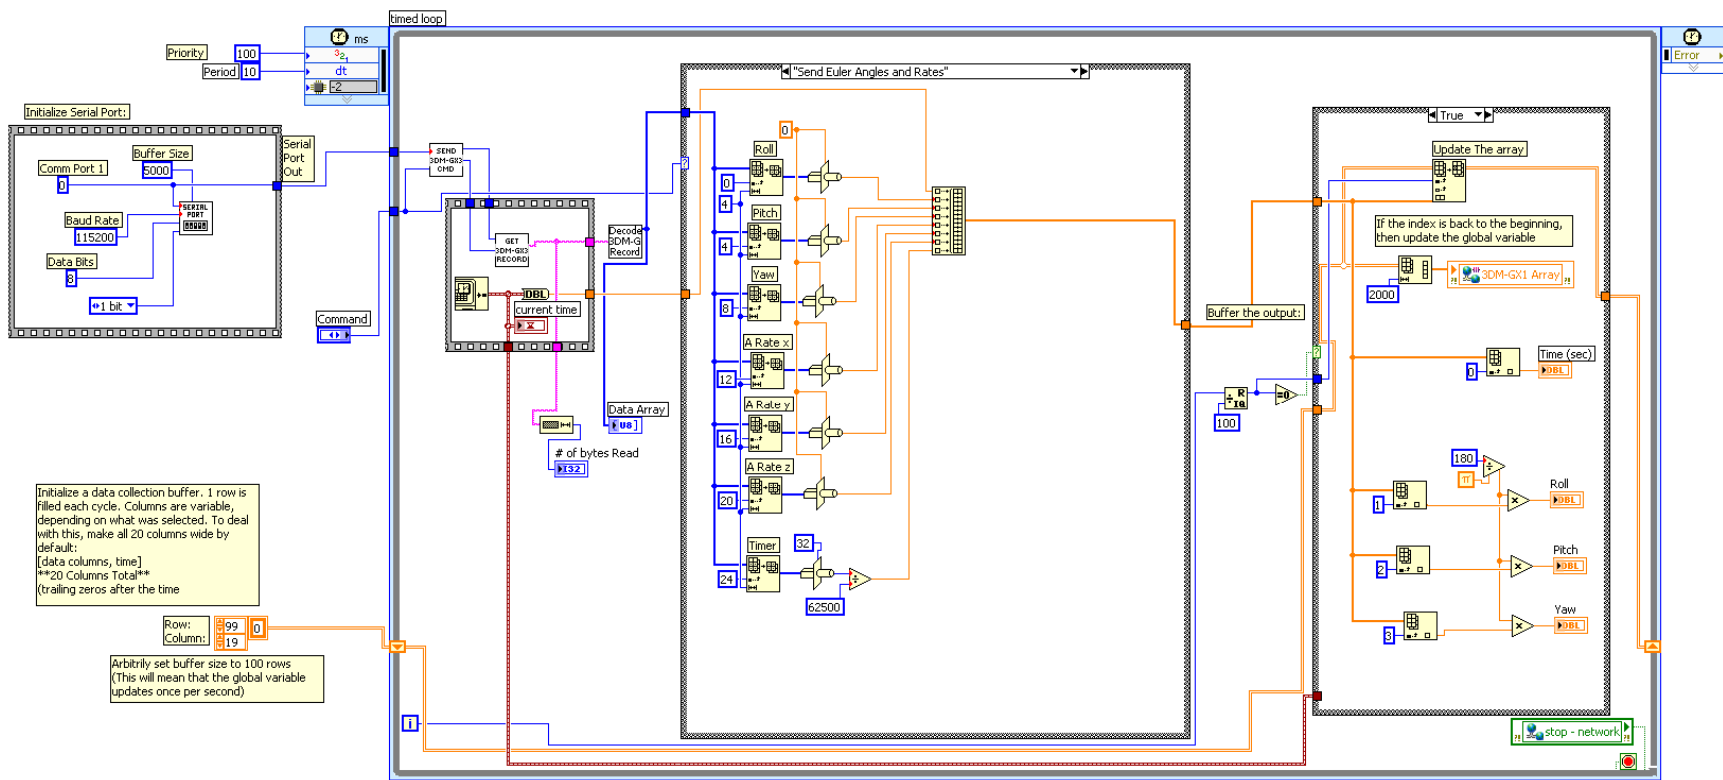 timed loop
ms
Priority
100
Period
10
dt
-2
Error
Initialize Serial Port:
Serial
Port
Out
Buffer Size
5000
Comm Port 1
0
SERIAL
PORT
Baud Rate
115200
Data Bits
8
1 bit
Command
SEND
3DM-GX3
CMD
GET
3DM-GX3
RECORD
Decode
3DM-G
Record
DBL
current time
Data Array
U8
# of bytes Read
I32
"Send Euler Angles and Rates"
0
Roll
0
4
Pitch
4
Yaw
8
A Rate x
12
A Rate y
16
A Rate z
20
Timer
24
32
62500
Buffer the output:
R
IQ
100
=0
True
Update The array
If the index is back to the beginning,
then update the global variable
3DM-GX1 Array
2000
Time (sec)
0
DBL
180
π
Roll
1
DBL
Pitch
2
DBL
Yaw
3
DBL
Initialize a data collection buffer. 1 row is
filled each cycle. Columns are variable,
depending on what was selected. To deal
with this, make all 20 columns wide by
default:
[data columns, time]
**20 Columns Total**
(trailing zeros after the time
Row:
Column:
99
19
0
Arbitrily set buffer size to 100 rows
(This will mean that the global variable
updates once per second)
i
stop - network